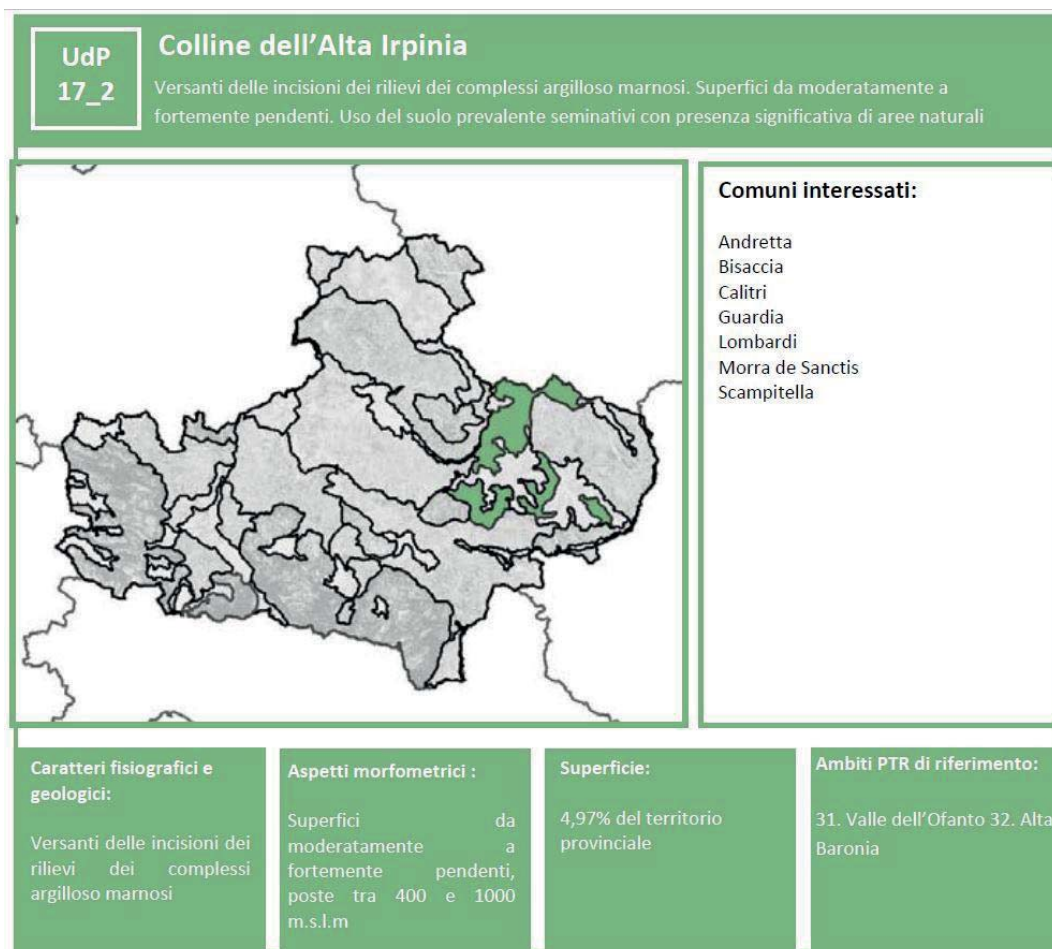 UdP
17_2
Colline dell'Alta Irpinia
Versanti delle incisioni dei rilievi dei complessi argilloso marnosi. Superfici da moderatamente a
fortemente pendenti. Uso del suolo prevalente seminativi con presenza significativa di aree naturali
Comuni interessati:
Andretta
Bisaccia
Calitri
Guardia
Lombardi
Morra de Sanctis
Scampitella
Caratteri fisiografici e
geologici:
Versanti delle incisioni dei
rilievi dei complessi
argilloso marnosi
Aspetti morfometrici :
Superfici da
moderatamente a
fortemente pendenti,
poste tra 400 e 1000
m.s.l.m
Superficie:
4,97% del territorio
provinciale
Ambiti PTR di riferimento:
31. Valle dell'Ofanto 32. Alta
Baronia